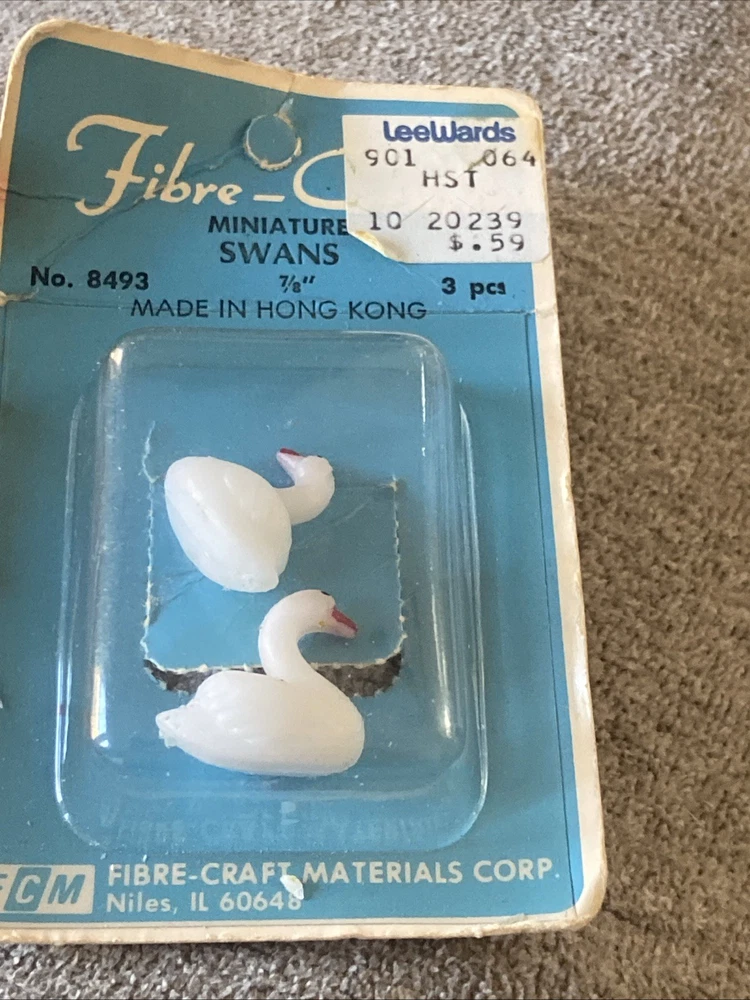 LeeWards
901 064
HST
10 20239
$.59
Fibre-C
MINIATURE
SWANS
No. 8493 7/8" 3 pcs
MADE IN HONG KONG
FCM
FIBRE-CRAFT MATERIALS CORP.
Niles, IL 60648